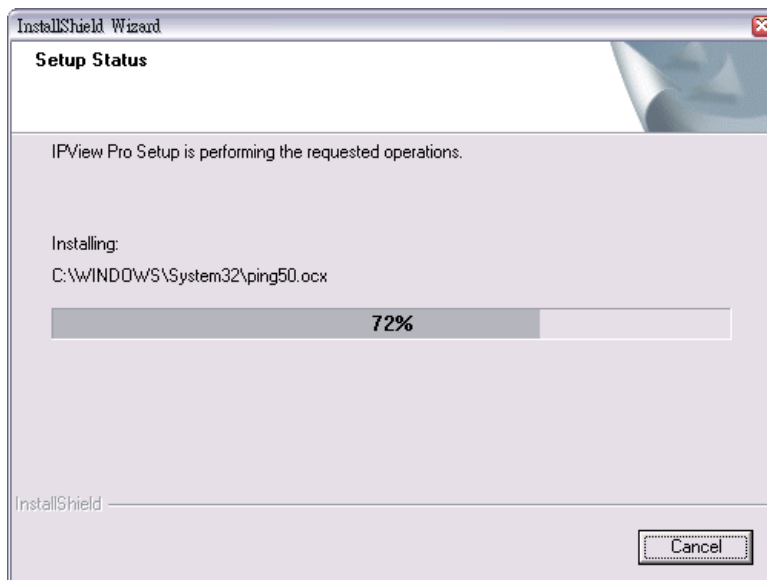 InstallShield Wizard
Setup Status
IPView Pro Setup is performing the requested operations.
Installing:
C:\WINDOWS\System32\ping50.ocx
72%
InstallShield
Cancel